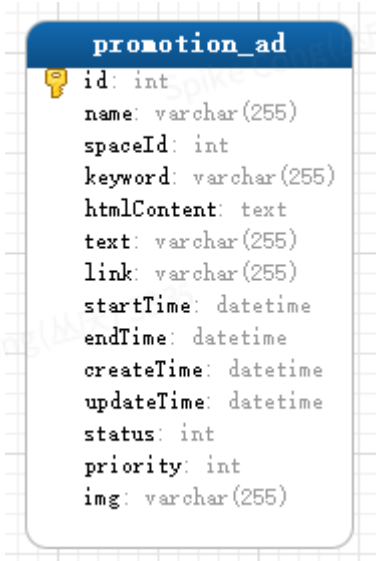 promotion_ad
id: int
name: varchar(255)
spaceId: int
keyword: varchar(255)
htmlContent: text
text: varchar(255)
link: varchar(255)
startTime: datetime
endTime: datetime
createTime: datetime
updateTime: datetime
status: int
priority: int
img: varchar(255)